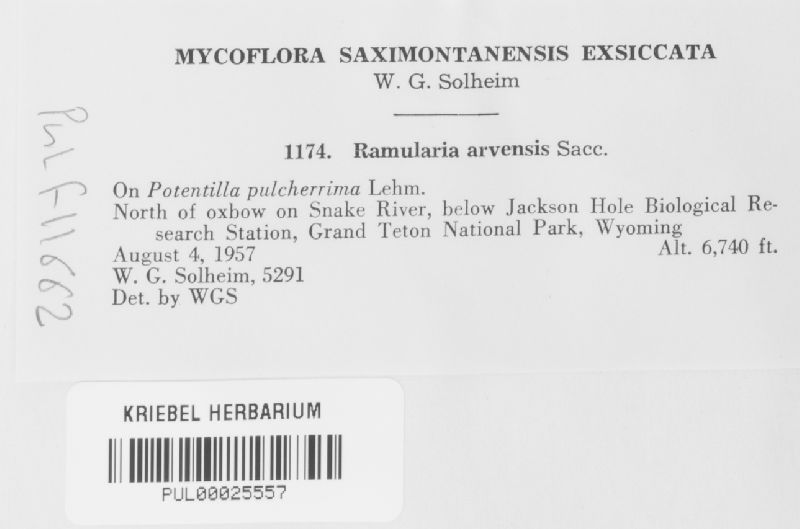 MYCOFLORA SAXIMONTANENSIS EXSICCATA
W. G. Solheim
1174. Ramularia arvensis Sacc.
On Potentilla pulcherrima Lehm.
North of oxbow on Snake River, below Jackson Hole Biological Re-
search Station, Grand Teton National Park, Wyoming
August 4, 1957 Alt. 6,740 ft.
W. G. Solheim, 5291
Det. by WGS
Pul F11662
KRIEBEL HERBARIUM
PUL00025557